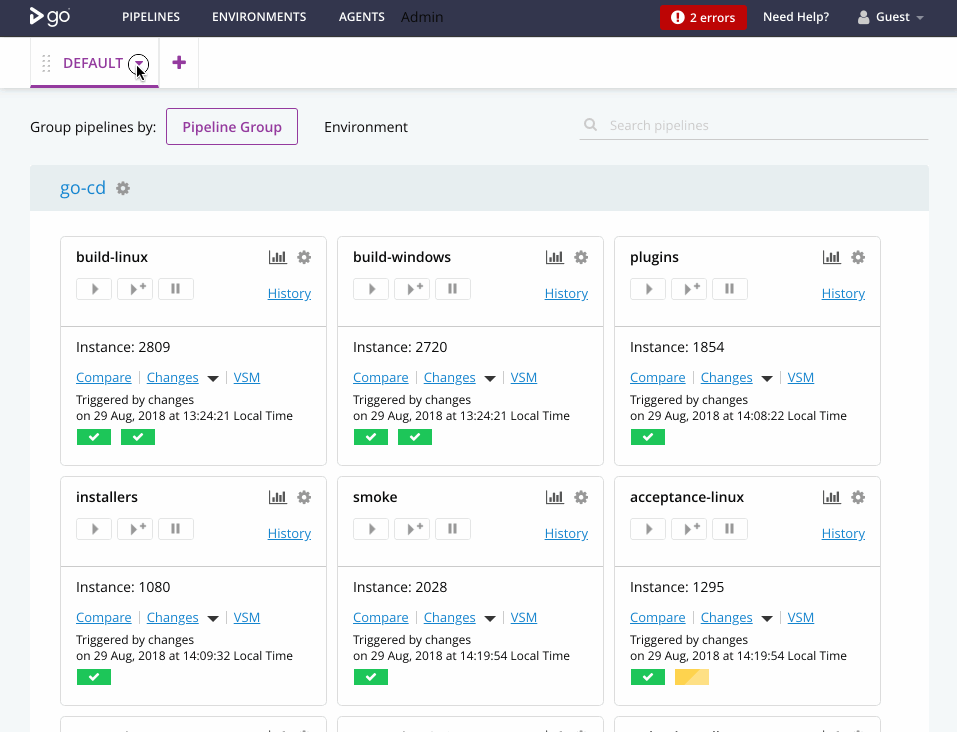 go PIPELINES ENVIRONMENTS AGENTS Admin 2 errors Need Help? Guest
DEFAULT
Group pipelines by: Pipeline Group Environment Search pipelines
go-cd
build-linux
History
Instance: 2809
Compare Changes VSM
Triggered by changes
on 29 Aug, 2018 at 13:24:21 Local Time
build-windows
History
Instance: 2720
Compare Changes VSM
Triggered by changes
on 29 Aug, 2018 at 13:24:21 Local Time
plugins
History
Instance: 1854
Compare Changes VSM
Triggered by changes
on 29 Aug, 2018 at 14:08:22 Local Time
installers
History
Instance: 1080
Compare Changes VSM
Triggered by changes
on 29 Aug, 2018 at 14:09:32 Local Time
smoke
History
Instance: 2028
Compare Changes VSM
Triggered by changes
on 29 Aug, 2018 at 14:19:54 Local Time
acceptance-linux
History
Instance: 1295
Compare Changes VSM
Triggered by changes
on 29 Aug, 2018 at 14:19:54 Local Time